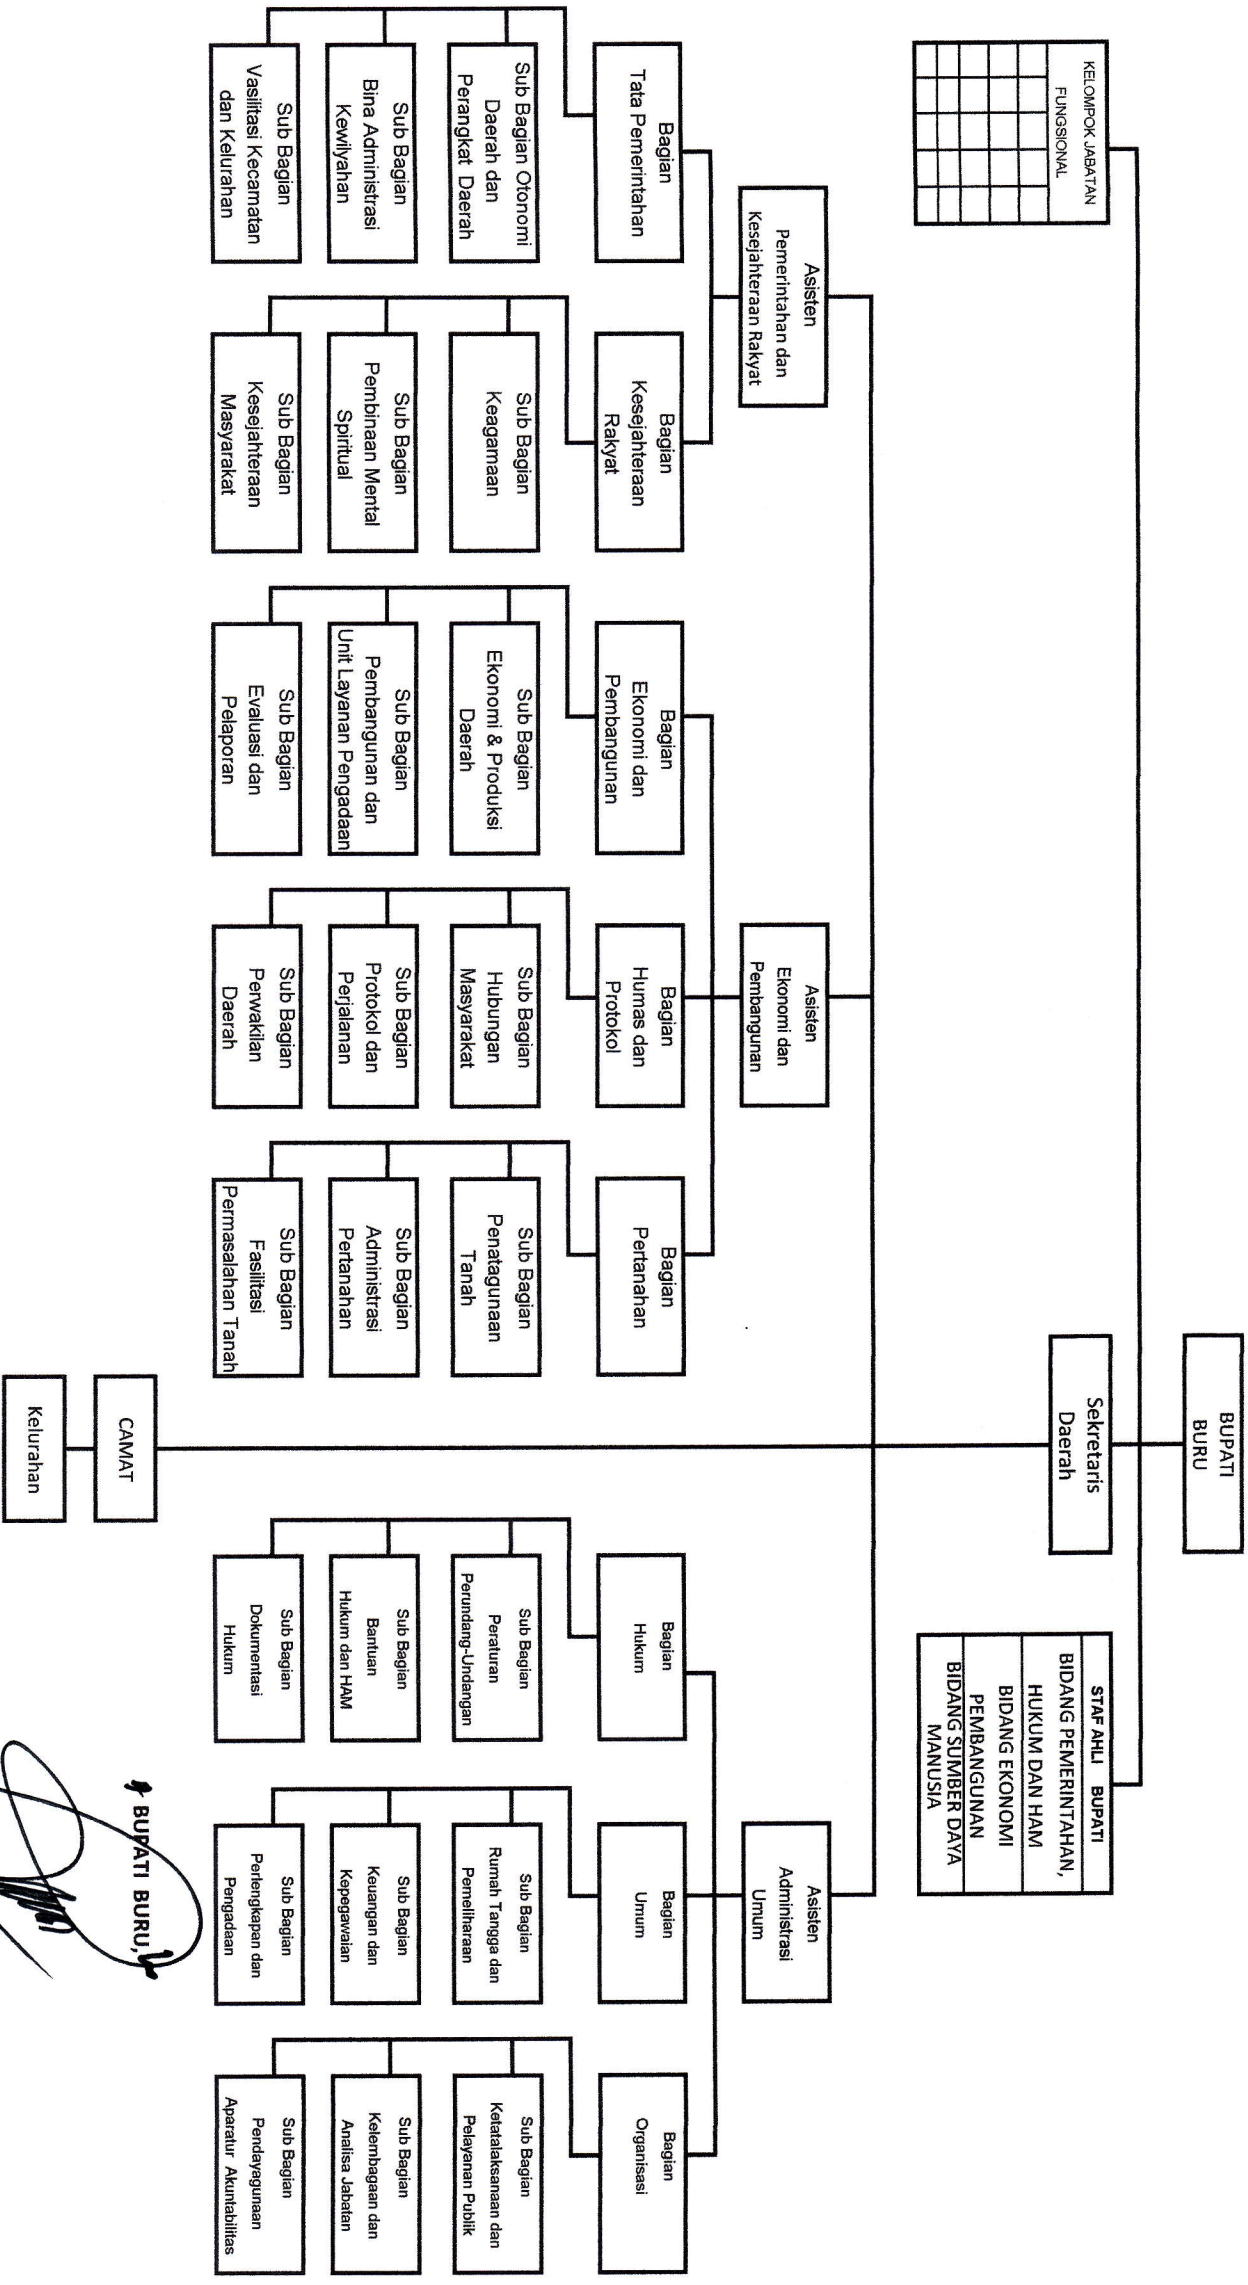 BUPATI
BURU
Sekretaris
Daerah
KELOMPOK JABATAN
FUNGSIONAL
STAF AHLI BUPATI
BIDANG PEMERINTAHAN,
HUKUM DAN HAM
BIDANG EKONOMI
PEMBANGUNAN
BIDANG SUMBER DAYA
MANUSIA
Asisten
Pemerintahan dan
Kesejahteraan Rakyat
Asisten
Ekonomi dan
Pembangunan
Asisten
Administrasi
Umum
Bagian
Tata Pemerintahan
Bagian
Kesejahteraan
Rakyat
Bagian
Ekonomi dan
Pembangunan
Bagian
Humas dan
Protokol
Bagian
Pertanahan
Bagian
Hukum
Bagian
Umum
Bagian
Organisasi
Sub Bagian Otonomi
Daerah dan
Perangkat Daerah
Sub Bagian
Keagamaan
Sub Bagian
Ekonomi & Produksi
Daerah
Sub Bagian
Hubungan
Masyarakat
Sub Bagian
Penatagunaan
Tanah
Sub Bagian
Peraturan
Perundang-Undangan
Sub Bagian
Rumah Tangga dan
Pemeliharaan
Sub Bagian
Ketatalaksanaan dan
Pelayanan Publik
Sub Bagian
Bina Administrasi
Kewilyahan
Sub Bagian
Pembinaan Mental
Spiritual
Sub Bagian
Pembangunan dan
Unit Layanan Pengadaan
Sub Bagian
Protokol dan
Perjalanan
Sub Bagian
Administrasi
Pertanahan
Sub Bagian
Bantuan
Hukum dan HAM
Sub Bagian
Keuangan dan
Kepegawaian
Sub Bagian
Kelembagaan dan
Analisa Jabatan
Sub Bagian
Vasilitasi Kecamatan
dan Kelurahan
Sub Bagian
Kesejahteraan
Masyarakat
Sub Bagian
Evaluasi dan
Pelaporan
Sub Bagian
Perwakilan
Daerah
Sub Bagian
Fasilitasi
Permasalahan Tanah
Sub Bagian
Dokumentasi
Hukum
Sub Bagian
Perlengkapan dan
Pengadaan
Sub Bagian
Pendayagunaan
Aparatur Akuntabilitas
CAMAT
Kelurahan
BUPATI BURU,